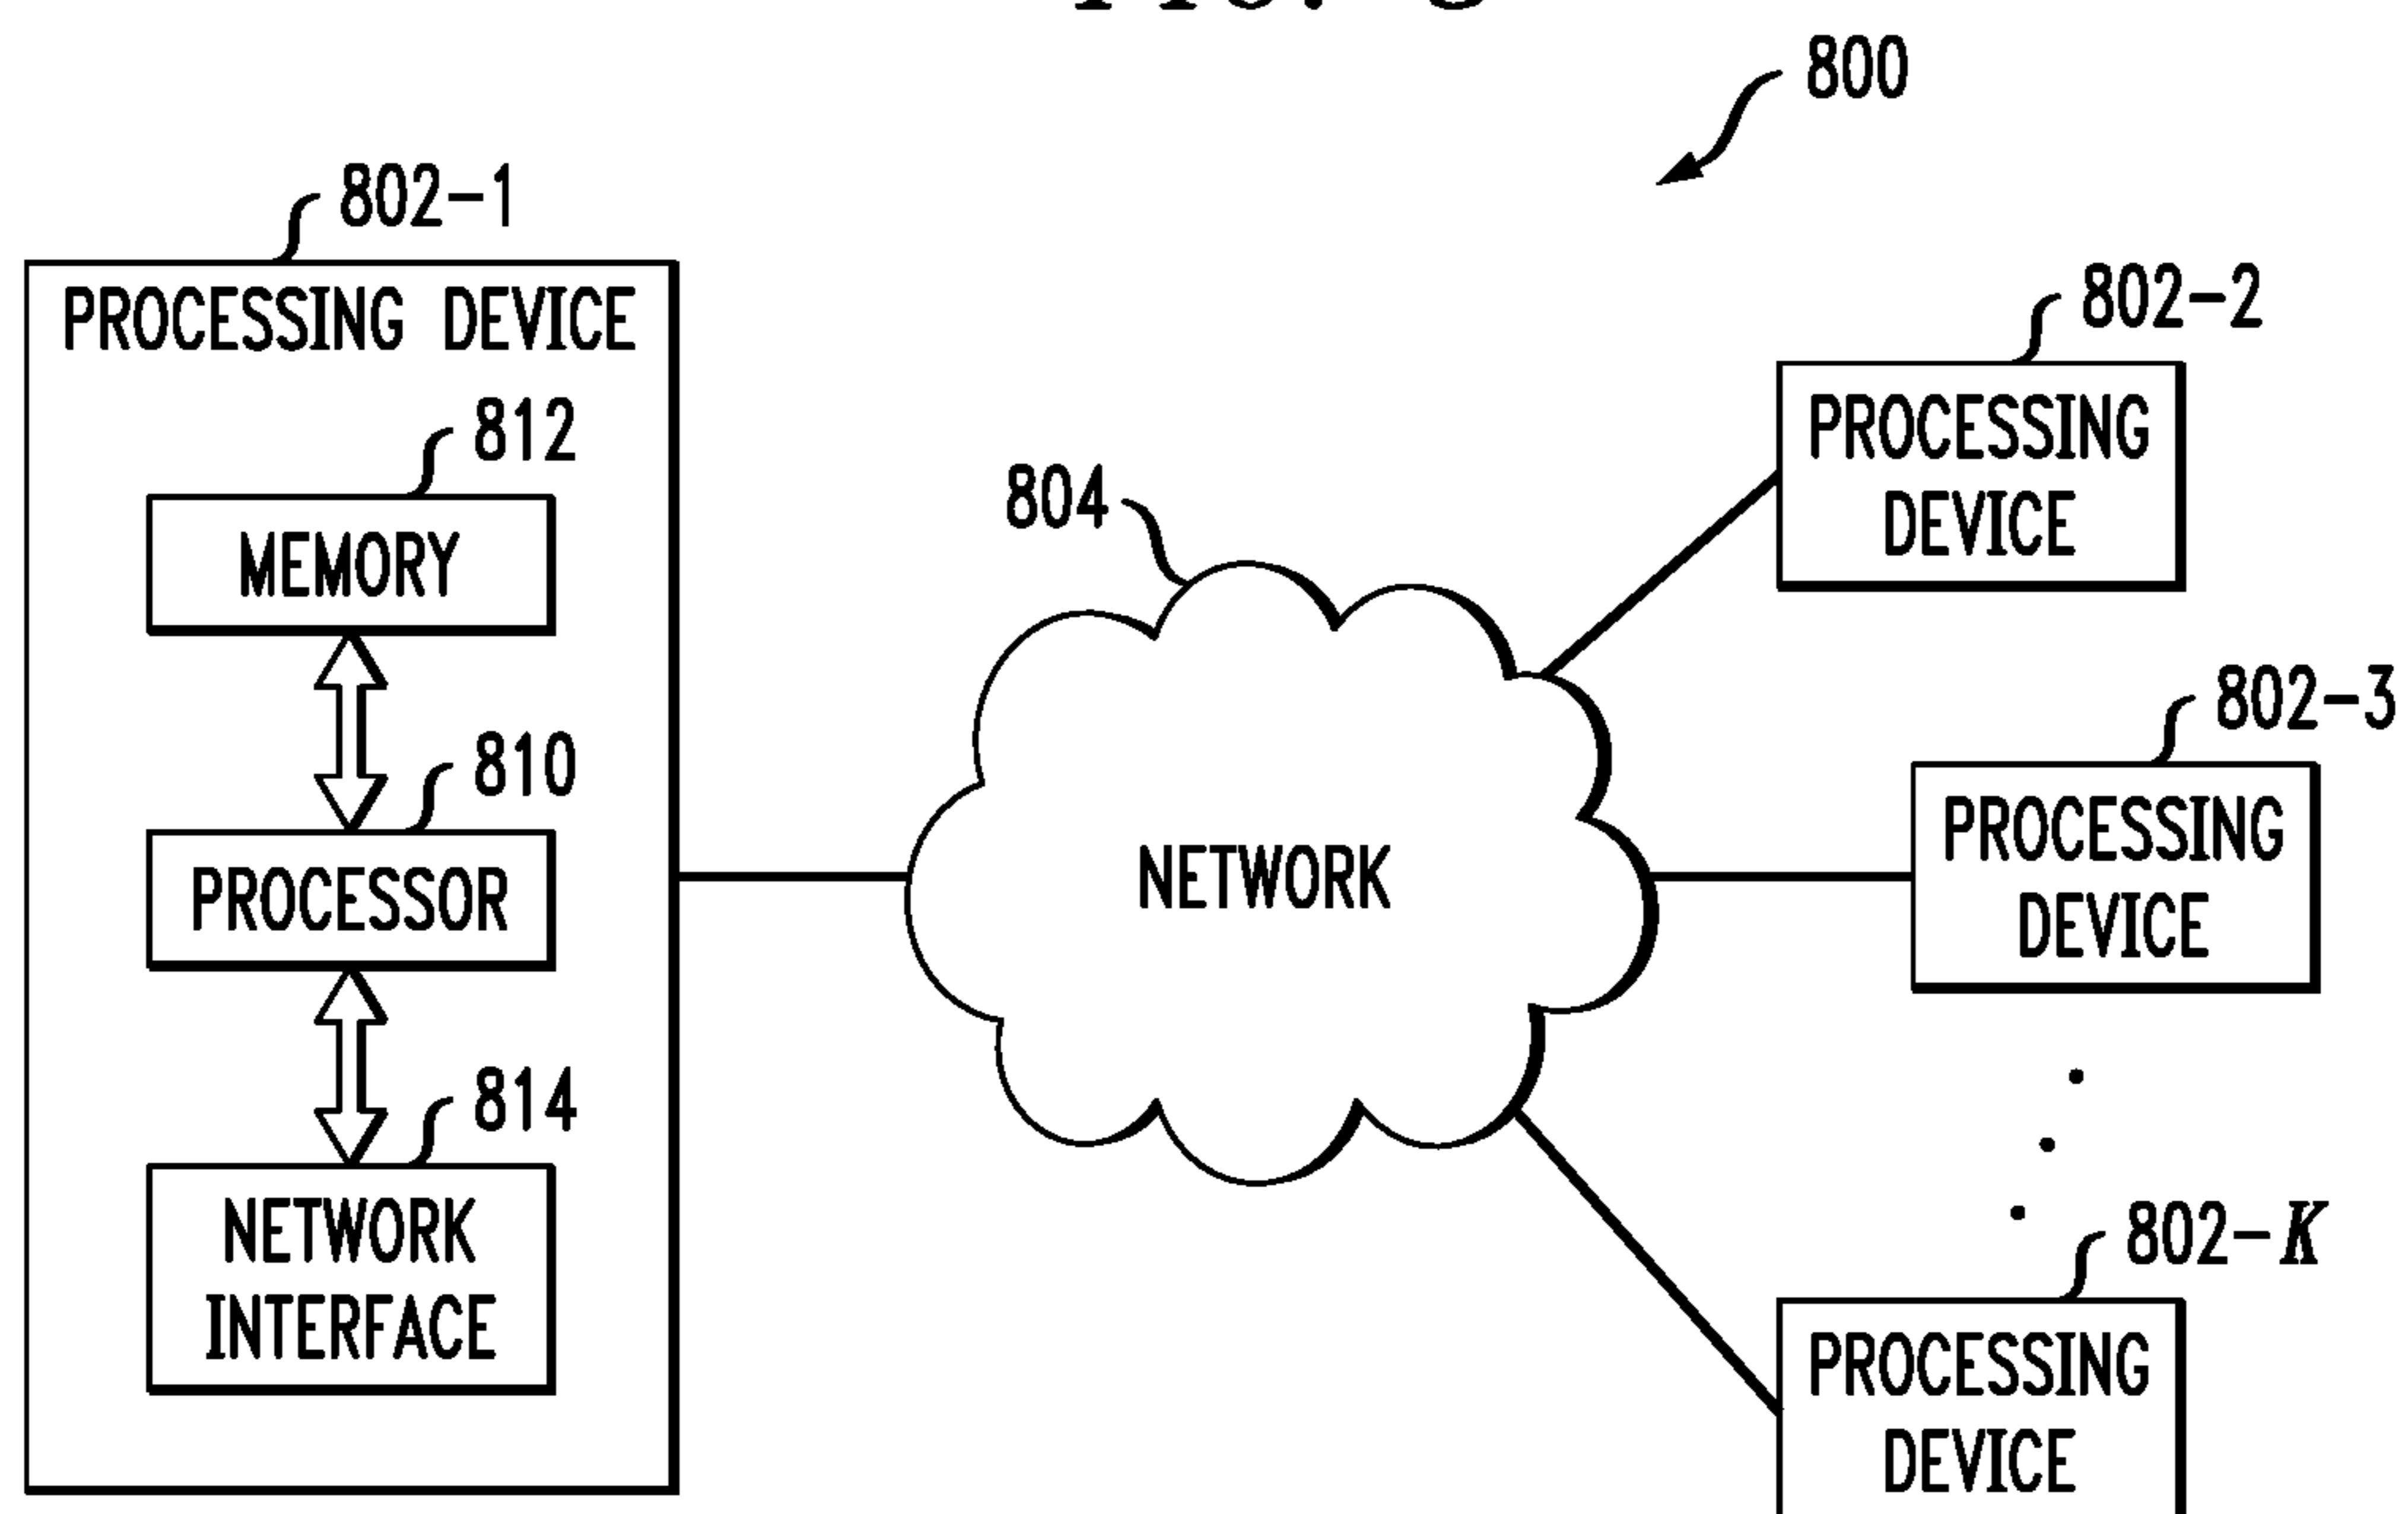 800
802-1
PROCESSING DEVICE
812
MEMORY
810
PROCESSOR
814
NETWORK
INTERFACE
804
NETWORK
802-2
PROCESSING
DEVICE
802-3
PROCESSING
DEVICE
802-K
PROCESSING
DEVICE